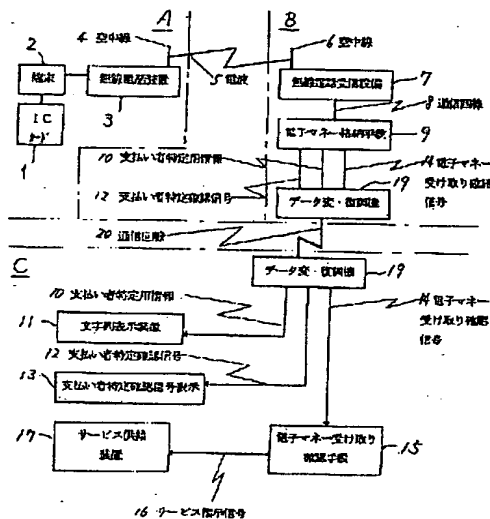 A
B
4 空中線
6 空中線
2
端末
無線電話装置
5 電波
無線電話受信設備
7
ICカード
3
8 通信回線
1
電子マネー格納手段
9
10 支払い者特定用情報
14 電子マネー
受け取り確認
信号
19
12 支払い者特定確認信号
データ変・復調機
20 通信回線
C
データ変・復調機
19
10 支払い者特定用情報
14 電子マネー
受け取り確認
信号
11
文字列表示装置
12 支払い者特定確認信号
13
支払い者特定確認信号表示
17
サービス供給
装置
電子マネー受け取り
確認手段
15
16 サービス指示信号